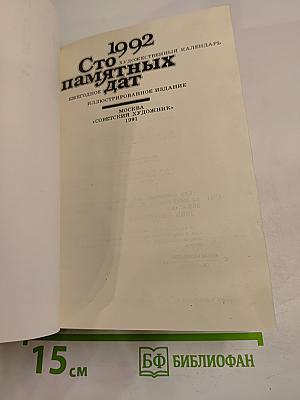 1992
Сто
ХУДОЖЕСТВЕННЫЙ КАЛЕНДАРЬ
памятных
ЕЖЕГОДНОЕ
дат
ИЛЛЮСТРИРОВАННОЕ ИЗДАНИЕ
МОСКВА
«СОВЕТСКИЙ ХУДОЖНИК»
1991
15 см
БФ БИБЛИОФАН